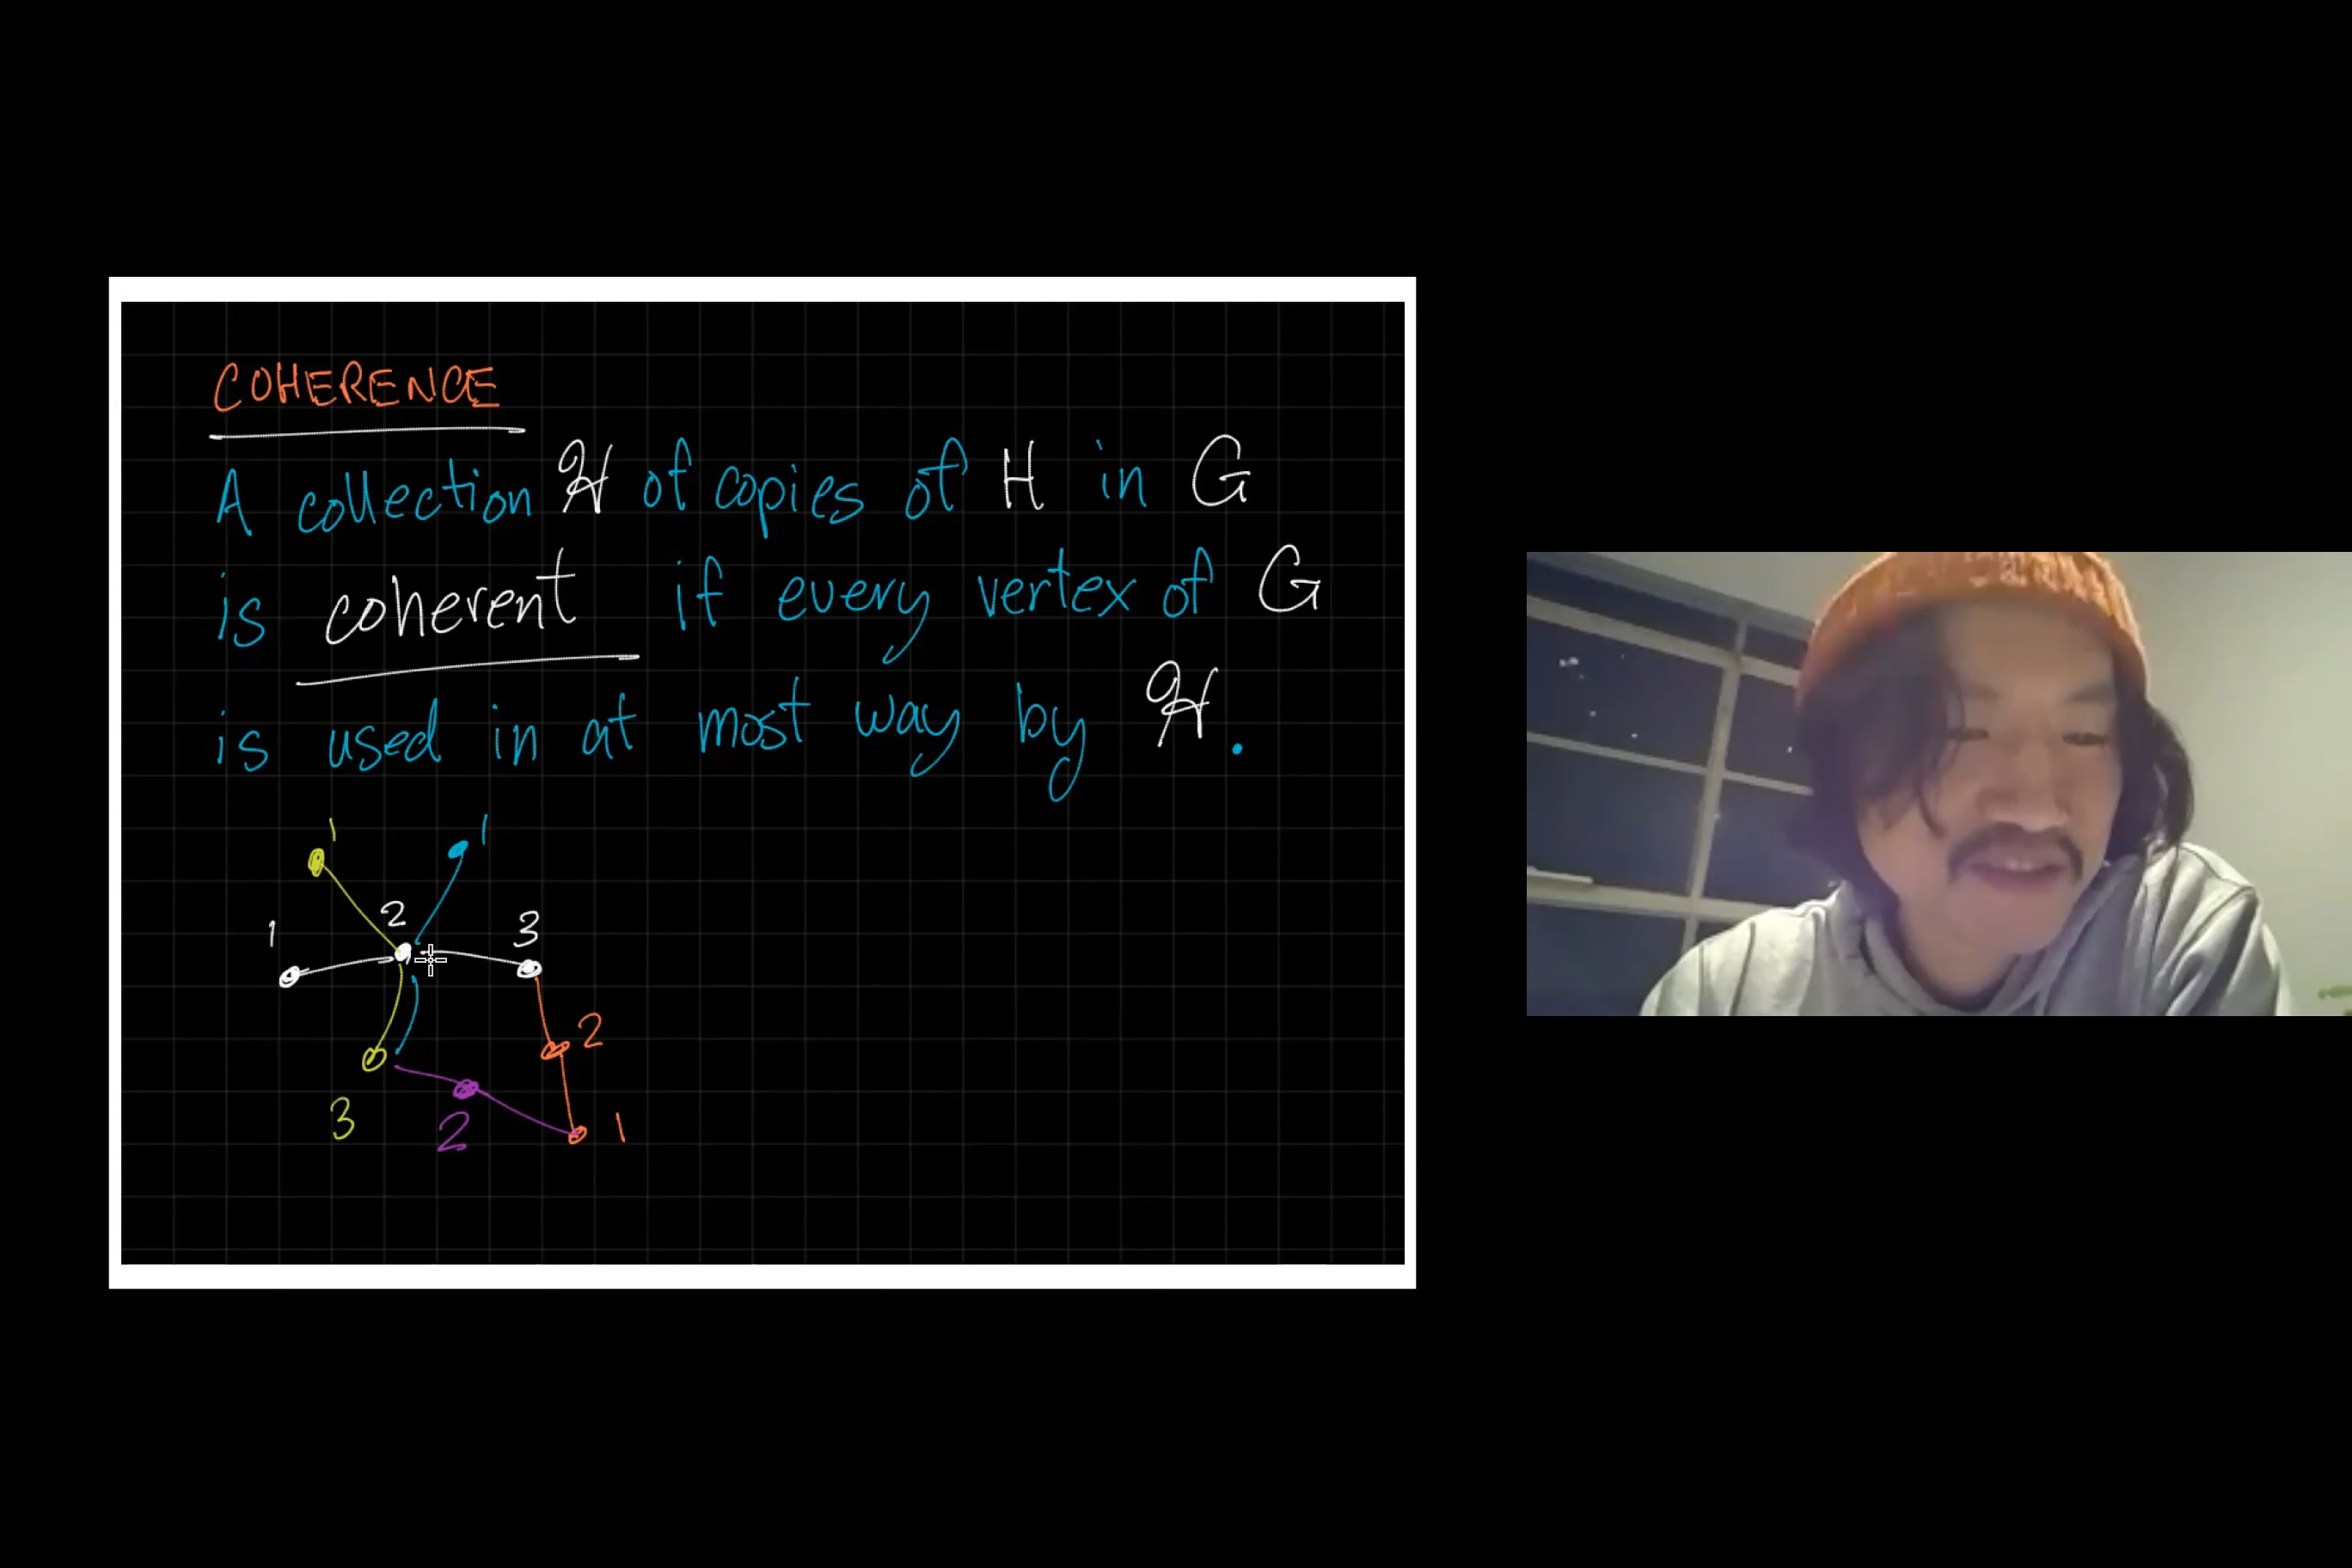 COHERENCE
A collection ℋ of copies of H in G
is coherent if every vertex of G
is used in at most way by ℋ.
1 1
1 2 3
2
3 2 1